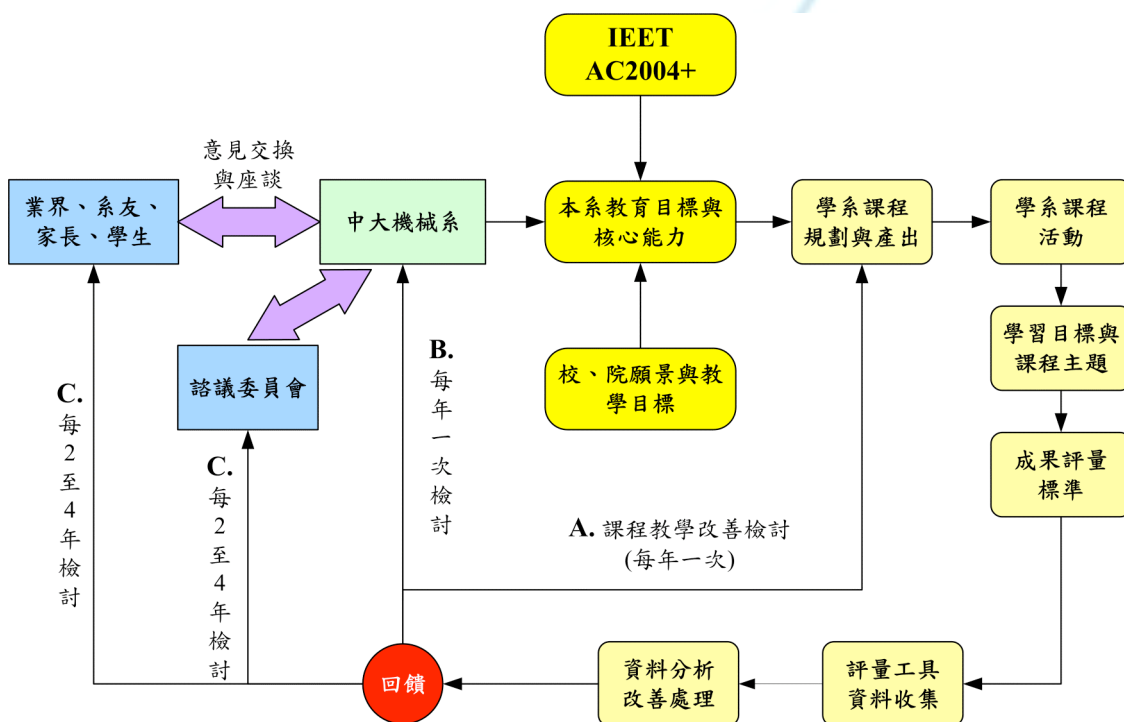 IEET
AC2004+
意見交換
與座談
業界、系友、
家長、學生
中大機械系
本系教育目標與
核心能力
學系課程
規劃與產出
學系課程
活動
諮議委員會
校、院願景與教
學目標
學習目標與
課程主題
成果評量
標準
C. 每2至4年檢討
C. 每2至4年檢討
B. 每年一次檢討
A. 課程教學改善檢討
(每年一次)
回饋
資料分析
改善處理
評量工具
資料收集